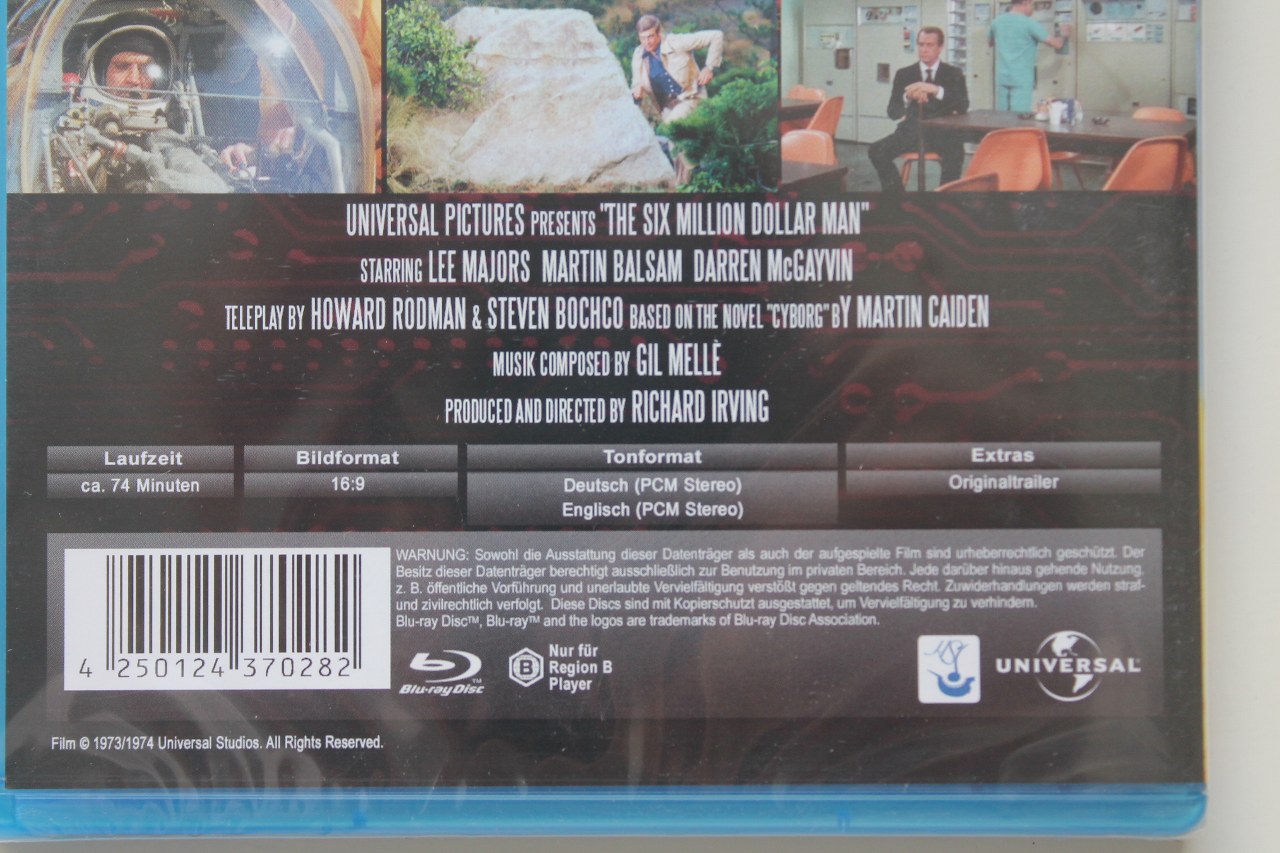 UNIVERSAL PICTURES PRESENTS "THE SIX MILLION DOLLAR MAN"
STARRING LEE MAJORS MARTIN BALSAM DARREN McGAYVIN
TELEPLAY BY HOWARD RODMAN & STEVEN BOCHCO BASED ON THE NOVEL "CYBORG" BY MARTIN CAIDEN
MUSIK COMPOSED BY GIL MELLÈ
PRODUCED AND DIRECTED BY RICHARD IRVING
Laufzeit
ca. 74 Minuten
Bildformat
16:9
Tonformat
Deutsch (PCM Stereo)
Englisch (PCM Stereo)
Extras
Originaltrailer
WARNUNG: Sowohl die Ausstattung dieser Datenträger als auch der aufgespielte Film sind urheberrechtlich geschützt. Der
Besitz dieser Datenträger berechtigt ausschließlich zur Benutzung im privaten Bereich. Jede darüber hinaus gehende Nutzung,
z. B. öffentliche Vorführung und unerlaubte Vervielfältigung verstößt gegen geltendes Recht. Zuwiderhandlungen werden straf-
und zivilrechtlich verfolgt. Diese Discs sind mit Kopierschutzt ausgestattet, um Vervielfältigung zu verhindern.
Blu-ray Disc™, Blu-ray™ and the logos are trademarks of Blu-ray Disc Association.
4 250124 370282
Blu-ray Disc™
B
Nur für
Region B
Player
UNIVERSAL
Film © 1973/1974 Universal Studios. All Rights Reserved.